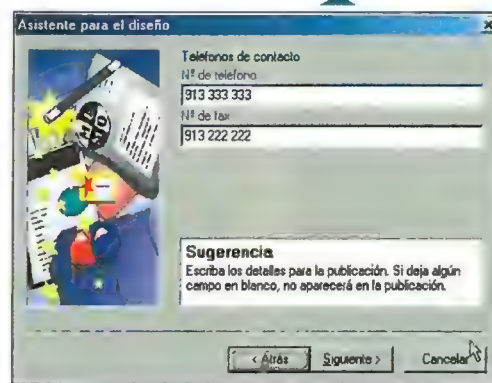 Asistente para el diseño
Teléfonos de contacto
Nº de teléfono
913 333 333
Nº de fax
913 222 222
Sugerencia
Escriba los detalles para la publicación. Si deja algún
campo en blanco, no aparecerá en la publicación.
< Atrás Siguiente > Cancelar